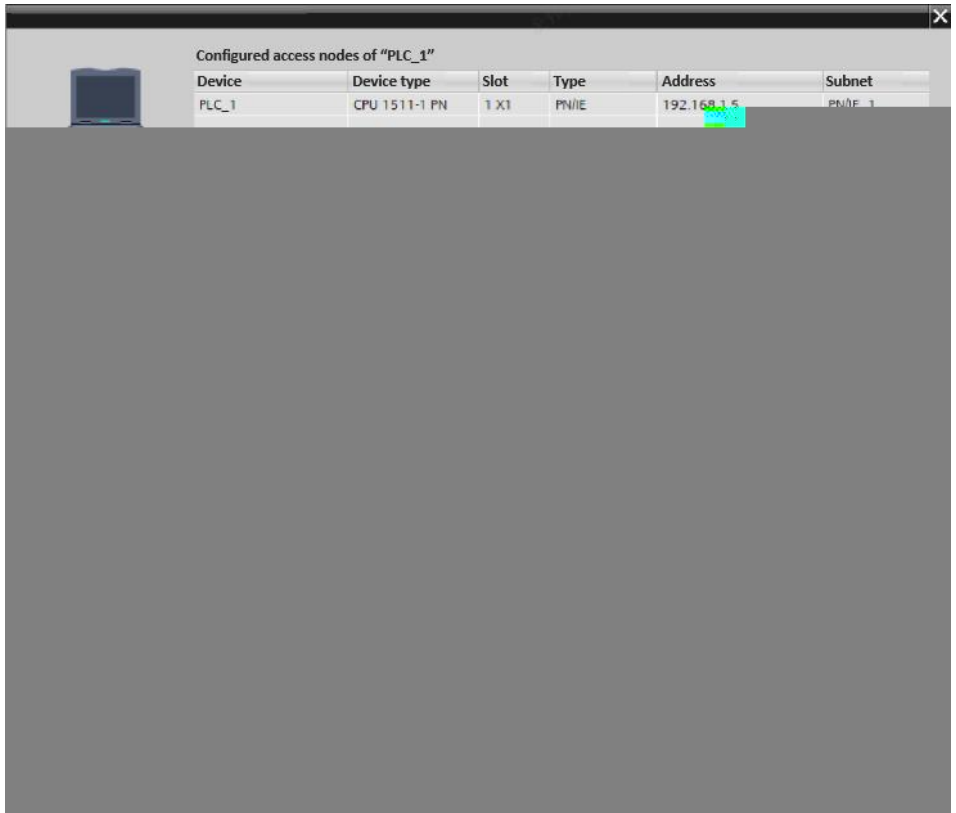 Configured access nodes of “PLC_1”
Device Device type Slot Type Address Subnet
PLC_1 CPU 1511-1 PN 1 X1 PN/IE 192.168.1.5 PN/IE_1